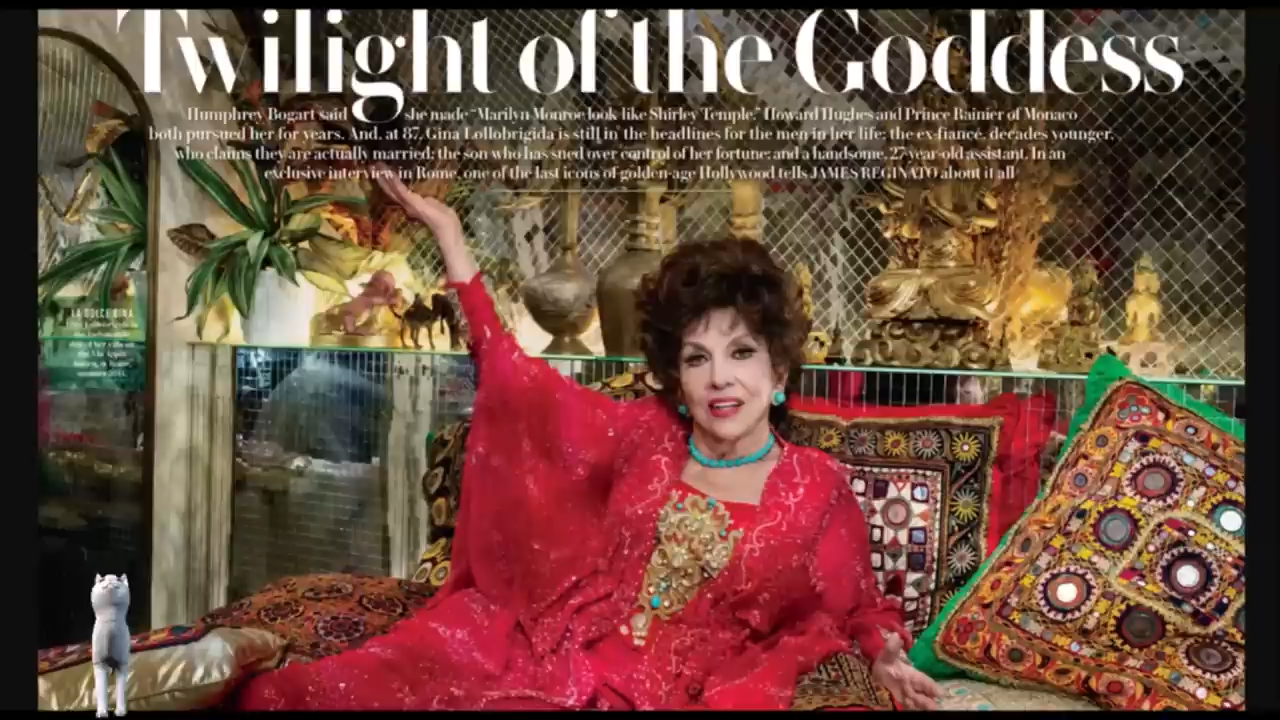 Twilight of the Goddess
Humphrey Bogart said she made “Marilyn Monroe look like Shirley Temple.” Howard Hughes and Prince Rainier of Monaco
both pursued her for years. And, at 87, Gina Lollobrigida is still in the headlines for the men in her life: the ex-fiancé, decades younger,
who claims they are actually married; the son who has sued over control of her fortune; and a handsome, 27-year-old assistant. In an
exclusive interview in Rome, one of the last icons of golden-age Hollywood tells JAMES REGINATO about it all
LA DOLCE GINA